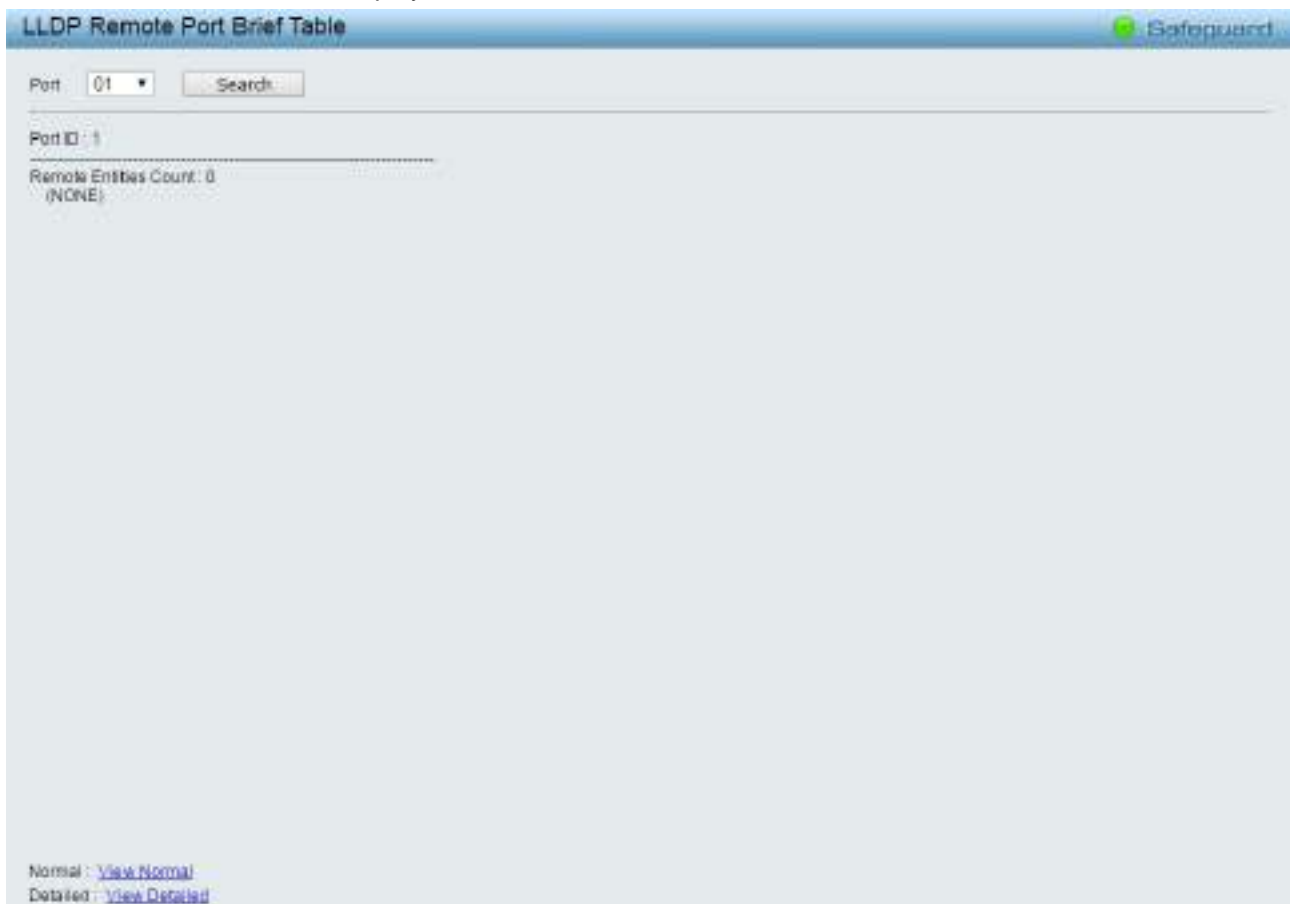 LLDP Remote Port Brief Table Safeguard
Port 01 Search
Port ID : 1
Remote Entities Count : 0
(NONE)
Normal : View Normal
Detailed : View Detailed